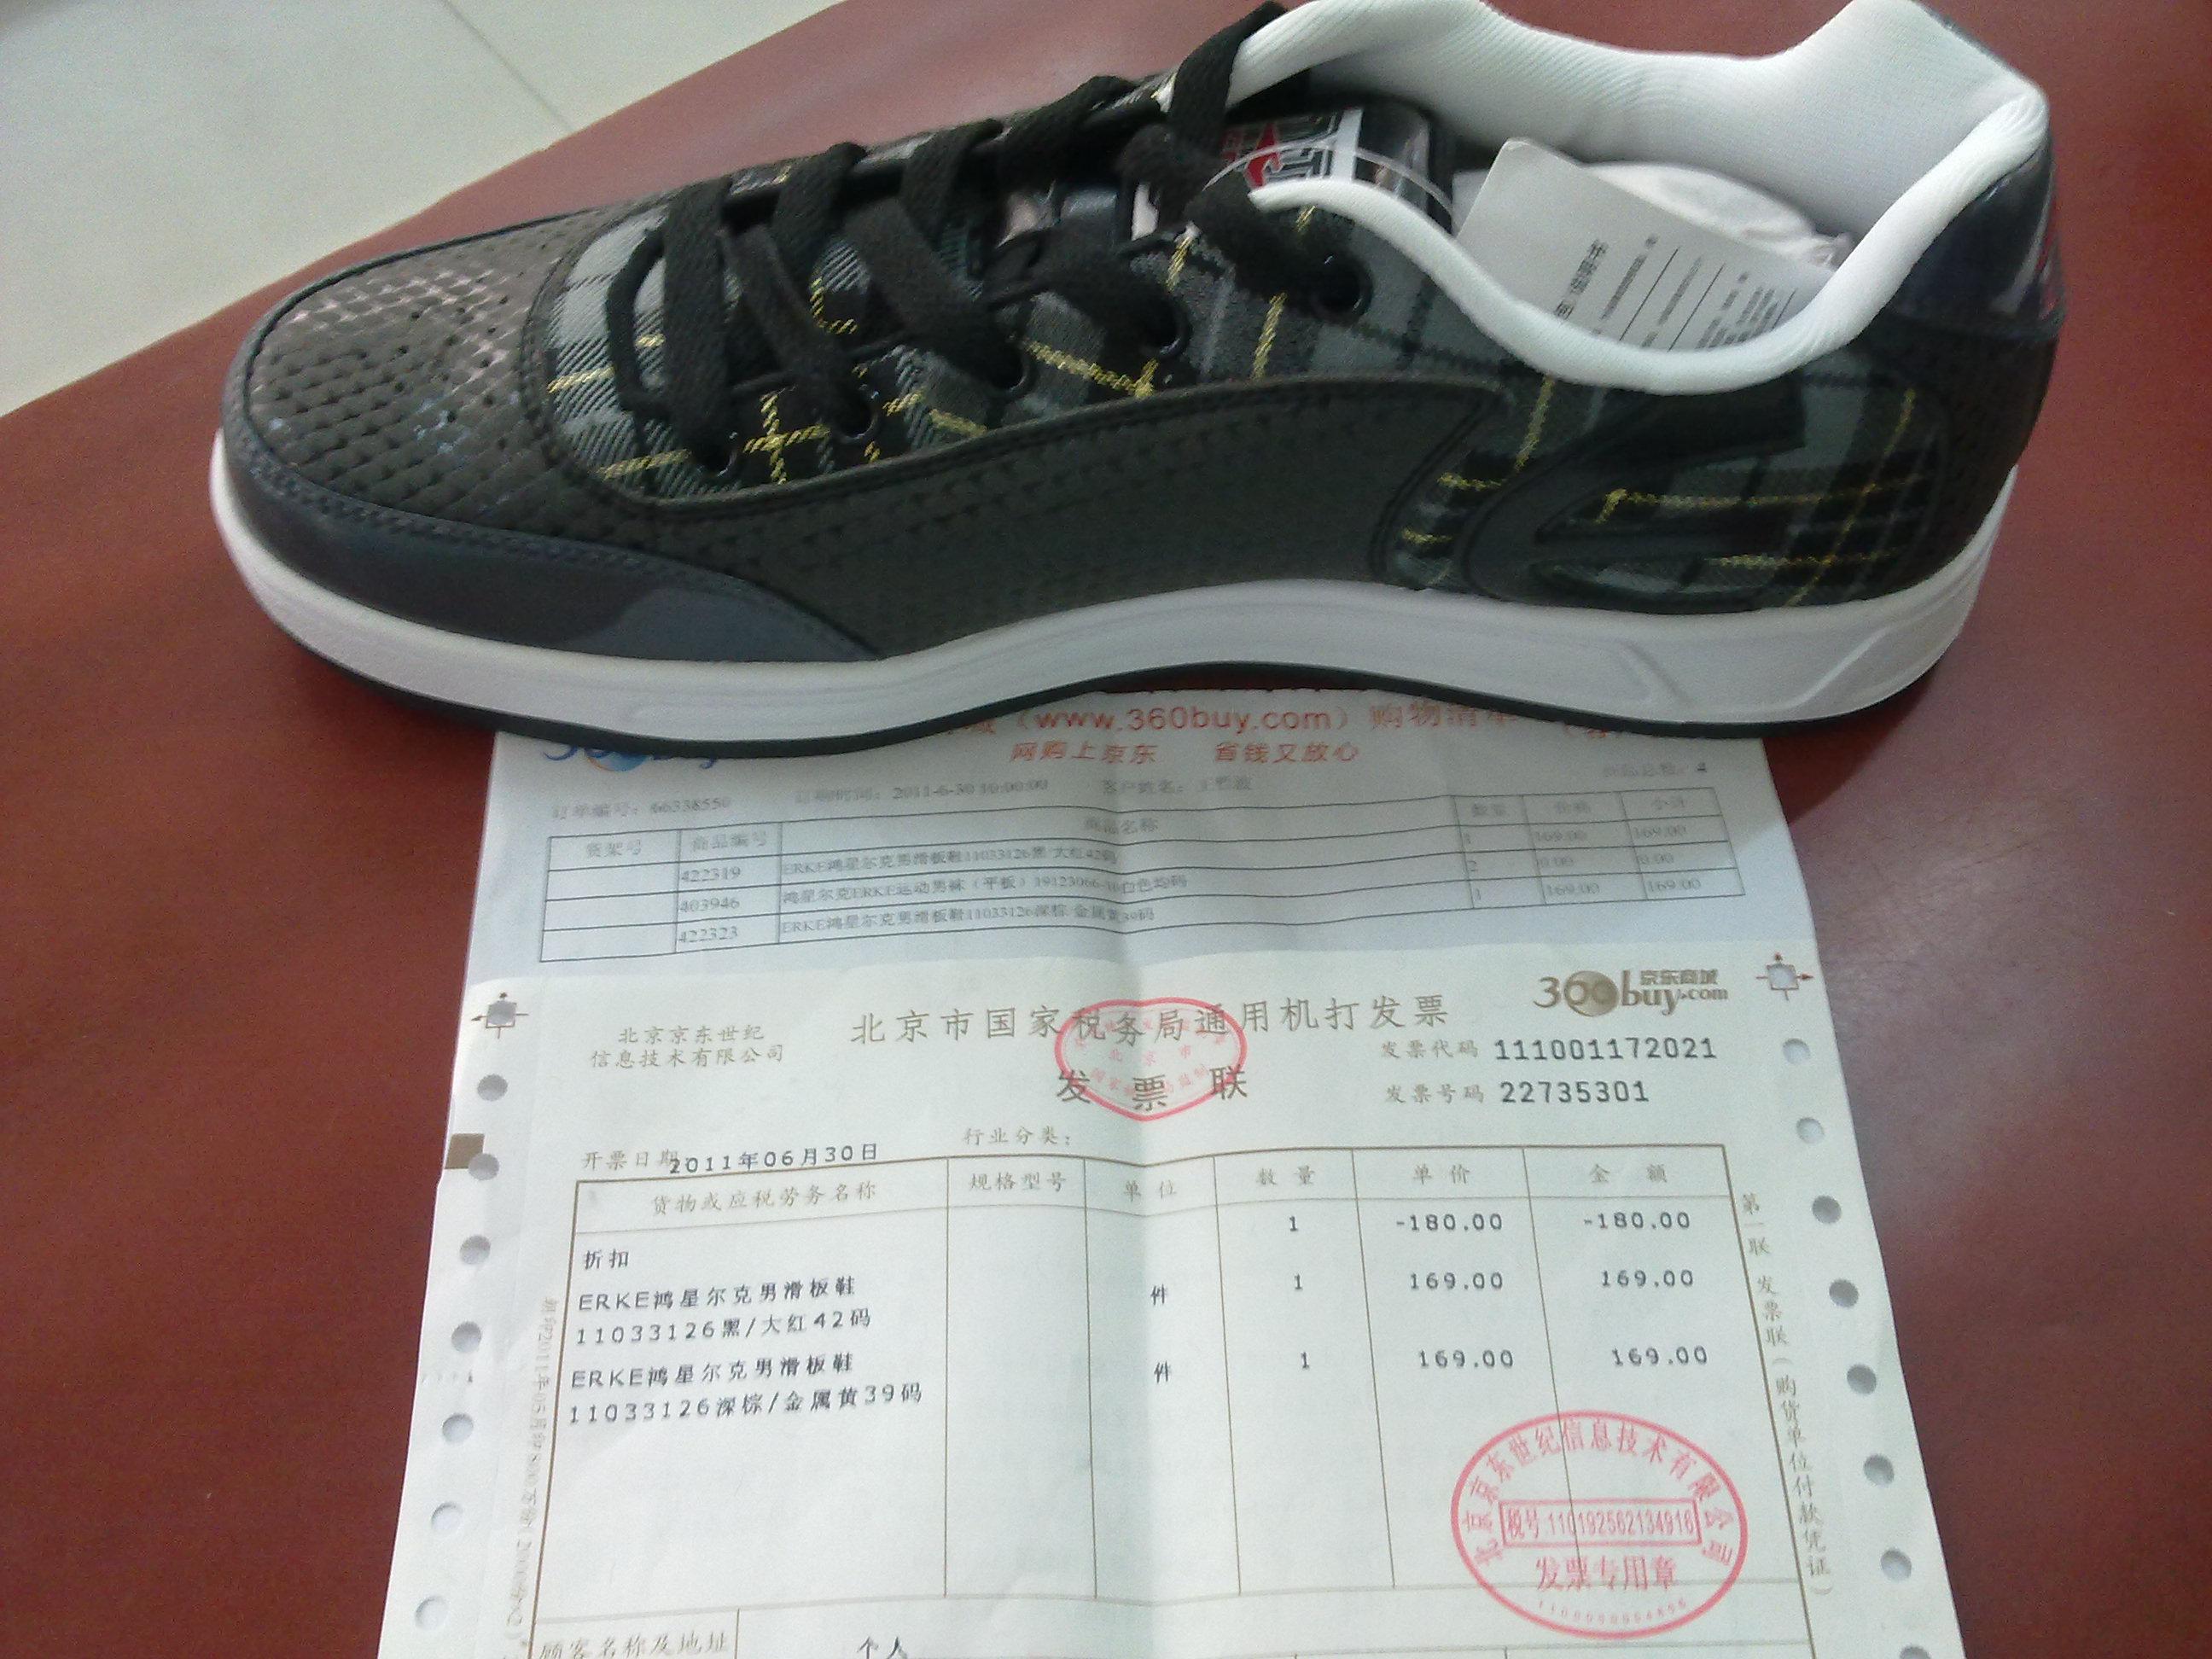 (www.360buy.com)购物清单
网购上京东 省钱又放心
订单编号：66338550 订购时间：2011-6-30 10:00:00 客户姓名：
商品总数：4
货架号 商品编号 商品名称 数量 价格 小计
422319 ERKE鸿星尔克男滑板鞋11033126黑/大红42码 1 169.00 169.00
403946 鸿星尔克ERKE运动男袜（平板）19123066-10白色均码 2 0.00 0.00
422323 ERKE鸿星尔克男滑板鞋11033126深棕/金属黄39码 1 169.00 169.00
京东商城
360buy.com
北京京东世纪
信息技术有限公司
北京市国家税务局通用机打发票
发票联
发票代码 111001172021
发票号码 22735301
开票日期 2011年06月30日 行业分类：
货物或应税劳务名称 规格型号 单位 数量 单价 金额
折扣 1 -180.00 -180.00
ERKE鸿星尔克男滑板鞋 件 1 169.00 169.00
11033126黑/大红42码
ERKE鸿星尔克男滑板鞋 件 1 169.00 169.00
11033126深棕/金属黄39码
第一联 发票联（购货单位付款凭证）
北京京东世纪信息技术有限公司
税号:110192562134916
发票专用章
顾客名称及地址 个人